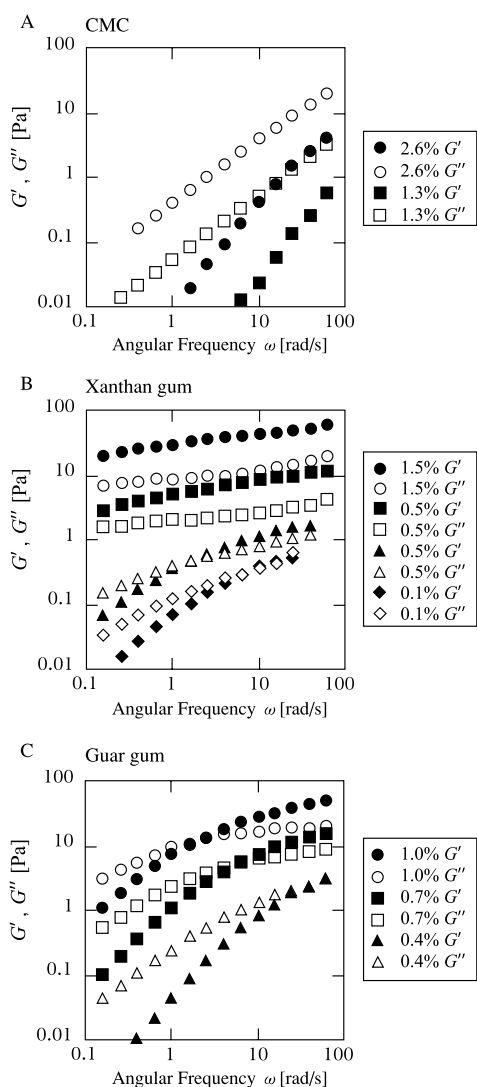 A
CMC
100
10
1
0.1
0.01
0.1 1 10 100
G′ , G″ [Pa]
Angular Frequency ω [rad/s]
2.6% G′
2.6% G″
1.3% G′
1.3% G″
B
Xanthan gum
100
10
1
0.1
0.01
0.1 1 10 100
G′ , G″ [Pa]
Angular Frequency ω [rad/s]
1.5% G′
1.5% G″
0.5% G′
0.5% G″
0.5% G′
0.5% G″
0.1% G′
0.1% G″
C
Guar gum
100
10
1
0.1
0.01
0.1 1 10 100
G′ , G″ [Pa]
Angular Frequency ω [rad/s]
1.0% G′
1.0% G″
0.7% G′
0.7% G″
0.4% G′
0.4% G″